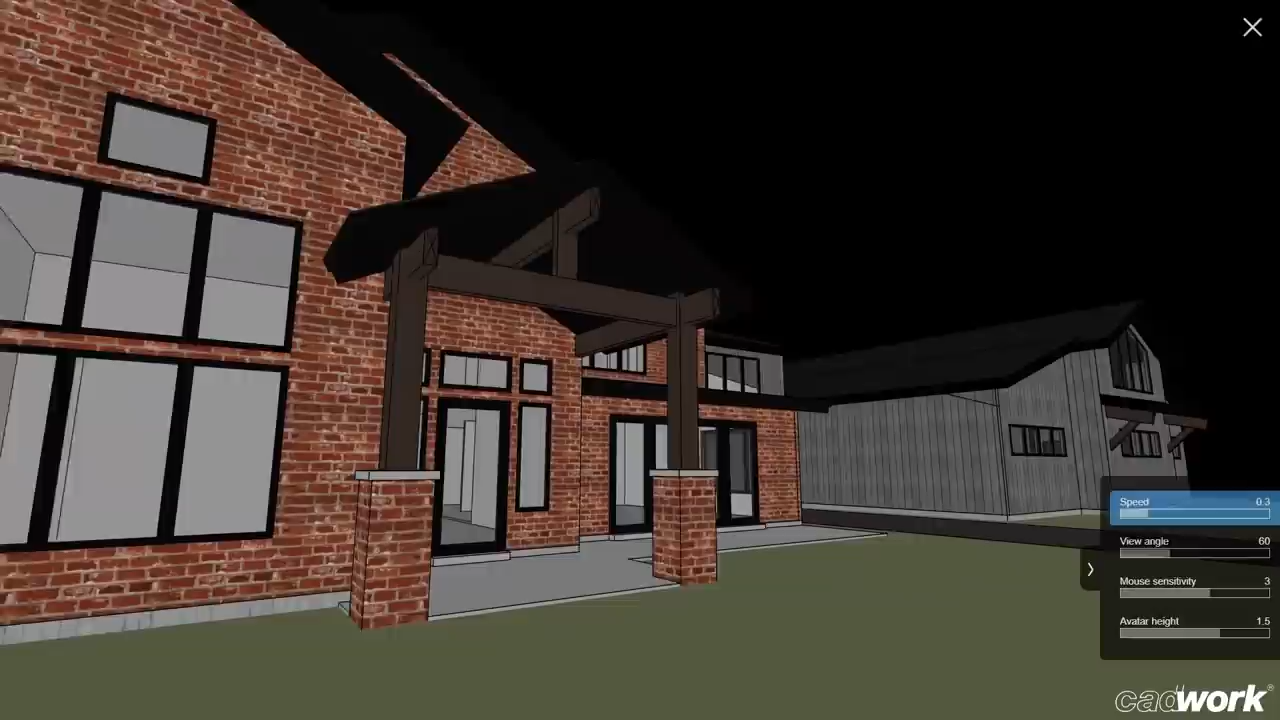 Speed 0.3
View angle 60
Mouse sensitivity 3
Avatar height 1.5
cadwork®